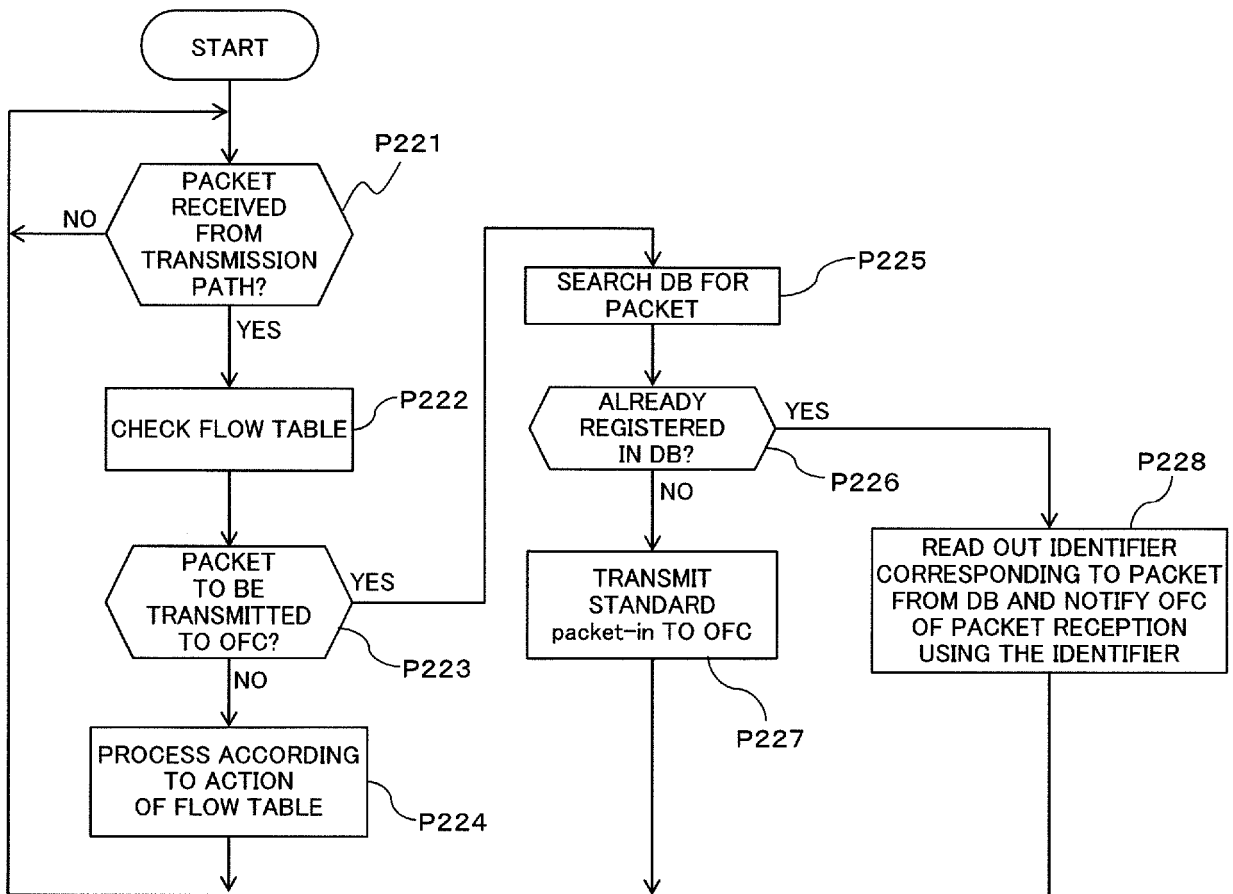 START
P221
PACKET
RECEIVED
FROM
TRANSMISSION
PATH?
NO
YES
P222
CHECK FLOW TABLE
PACKET
TO BE
TRANSMITTED
TO OFC?
YES
P223
NO
PROCESS ACCORDING
TO ACTION
OF FLOW TABLE
P224
P225
SEARCH DB FOR
PACKET
ALREADY
REGISTERED
IN DB?
YES
P226
NO
TRANSMIT
STANDARD
packet-in TO OFC
P227
P228
READ OUT IDENTIFIER
CORRESPONDING TO PACKET
FROM DB AND NOTIFY OFC
OF PACKET RECEPTION
USING THE IDENTIFIER